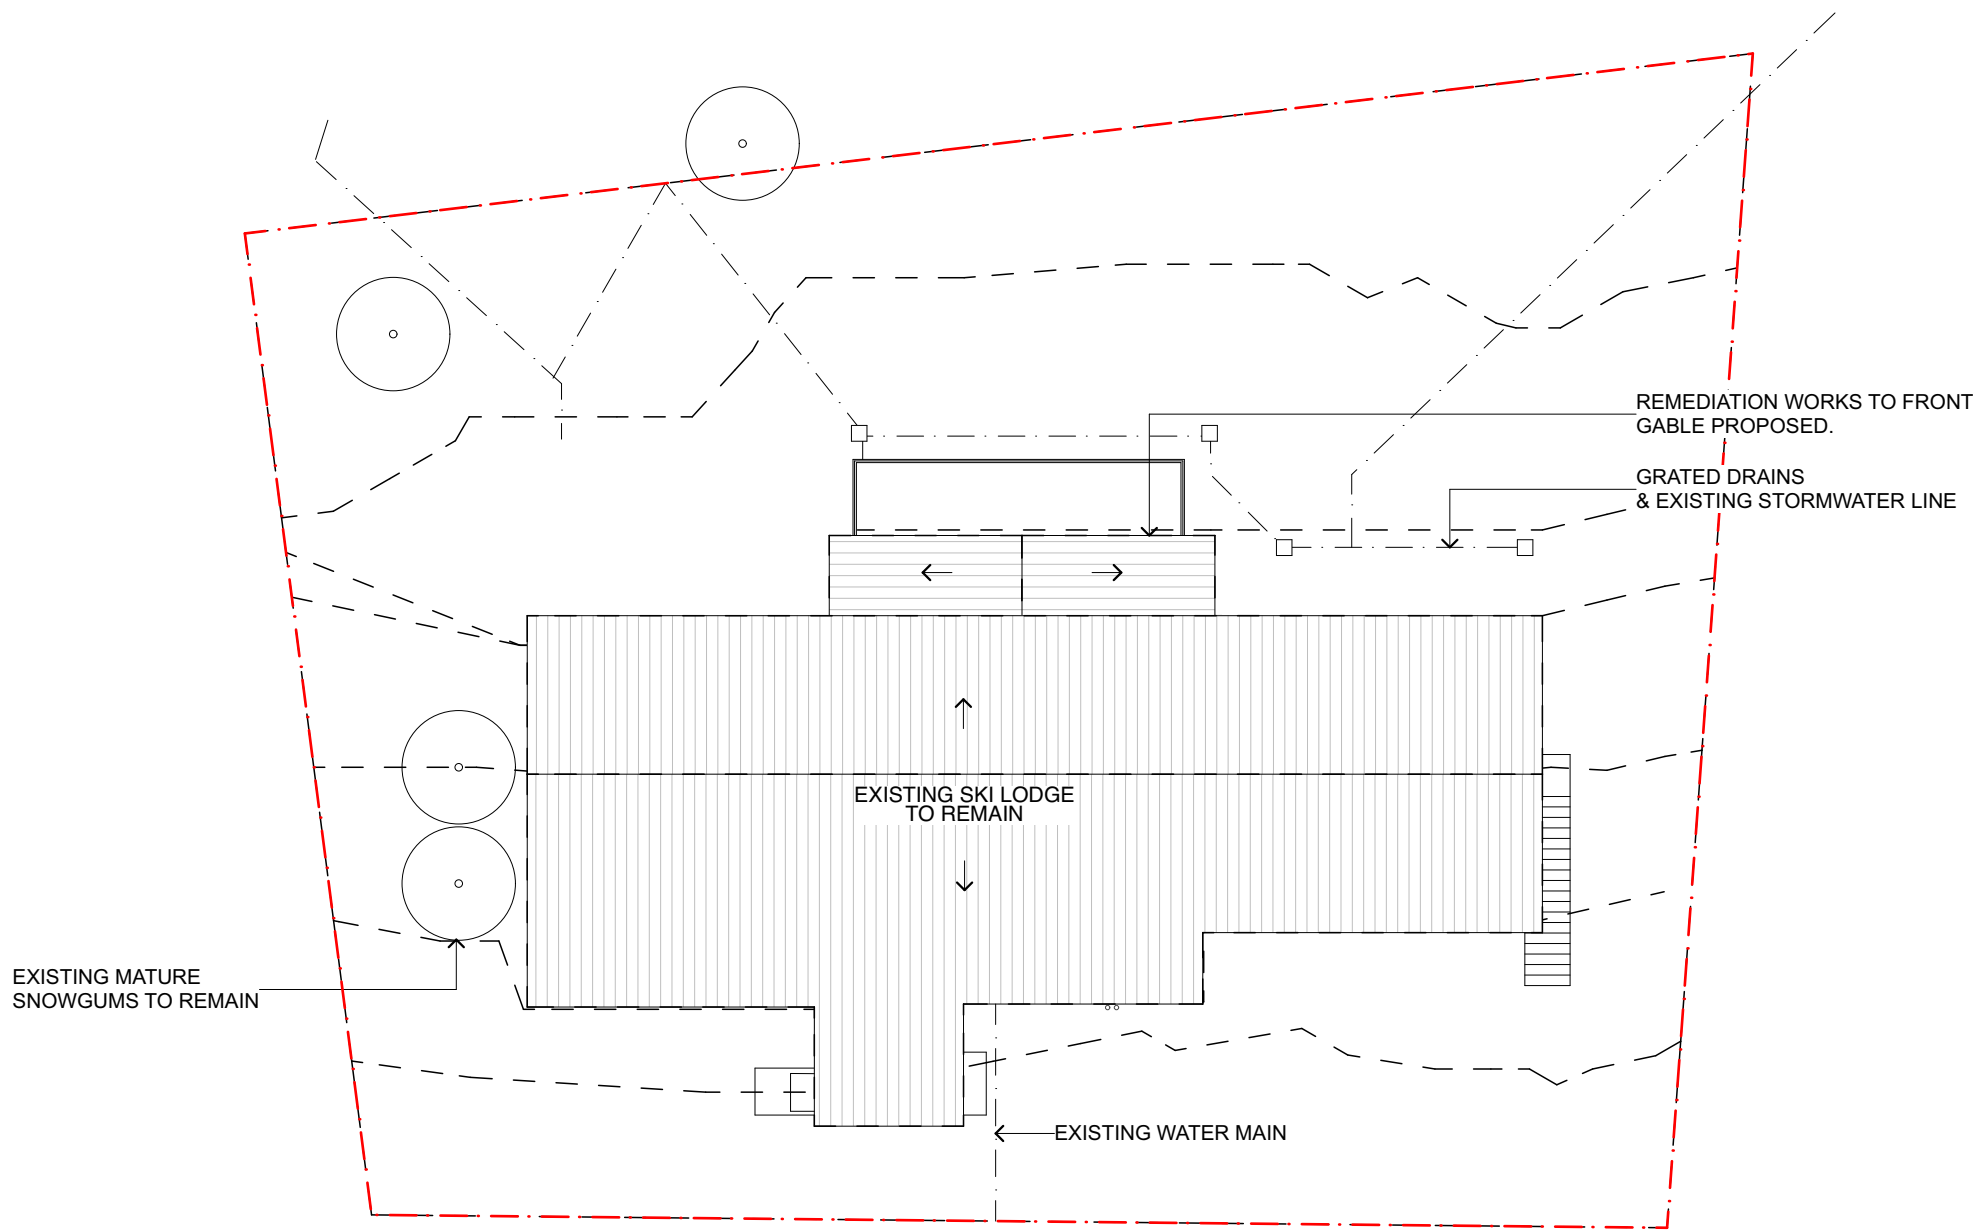 REMEDIATION WORKS TO FRONT
GABLE PROPOSED.
GRATED DRAINS
& EXISTING STORMWATER LINE
EXISTING SKI LODGE
TO REMAIN
EXISTING MATURE
SNOWGUMS TO REMAIN
EXISTING WATER MAIN